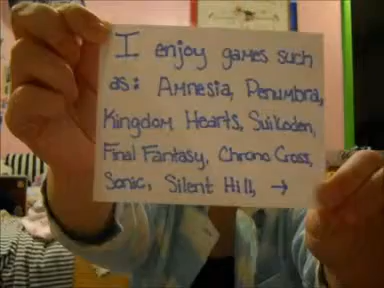 I enjoy games such
as: Amnesia, Penumbra,
Kingdom Hearts, Suikoden,
Final Fantasy, Chrono Cross,
Sonic, Silent Hill, →